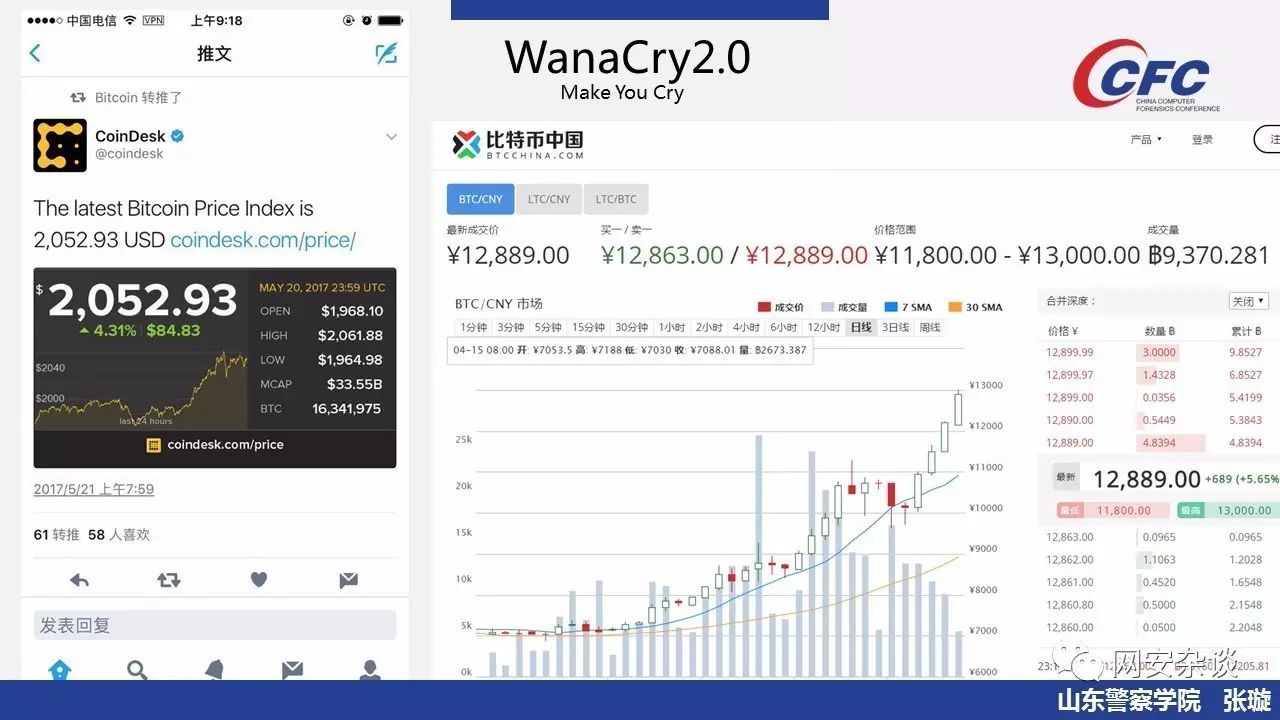 中国电信 VPN 上午9:18
推文
Bitcoin 转推了
CoinDesk
@coindesk
The latest Bitcoin Price Index is
2,052.93 USD coindesk.com/price/
$2,052.93
4.31% $84.83
MAY 20, 2017 23:59 UTC
OPEN $1,968.10
HIGH $2,061.88
LOW $1,964.98
MCAP $33.55B
BTC 16,341,975
$2040
$2000
last 24 hours
coindesk.com/price
2017/5/21 上午7:59
61 转推 58 人喜欢
发表回复
WanaCry2.0
Make You Cry
CFC
CHINA COMPUTER
FORENSICS CONFERENCE
比特币中国
BTCCHINA.COM
产品 登录 注
BTC/CNY LTC/CNY LTC/BTC
最新成交价 买一 / 卖一 价格范围 成交量
¥12,889.00 ¥12,863.00 / ¥12,889.00 ¥11,800.00 - ¥13,000.00 ฿9,370.281
BTC/CNY 市场
成交价 成交量 7 SMA 30 SMA
1分钟 3分钟 5分钟 15分钟 30分钟 1小时 2小时 4小时 6小时 12小时 日线 3日线 周线
04-15 08:00 开: ¥7053.5 高: ¥7188 低: ¥7030 收: ¥7088.01 量: ฿2673.387
25k
20k
15k
10k
5k
0k
¥13000
¥12000
¥11000
¥10000
¥9000
¥8000
¥7000
¥6000
合并深度： 关闭
价格 ¥ 数量 ฿ 累计 ฿
12,899.99 3.0000 9.8527
12,899.97 1.4328 6.8527
12,899.00 0.0356 5.4199
12,890.00 0.5449 5.3843
12,889.00 4.8394 4.8394
最新 12,889.00 +689 (+5.65%
最低 11,800.00 最高 13,000.00
12,863.00 0.0965 0.0965
12,862.00 1.1063 1.2028
12,861.00 0.4520 1.6548
12,860.80 0.5000 2.1548
12,860.00 0.0500 2.2048
网安杂谈
山东警察学院 张璇